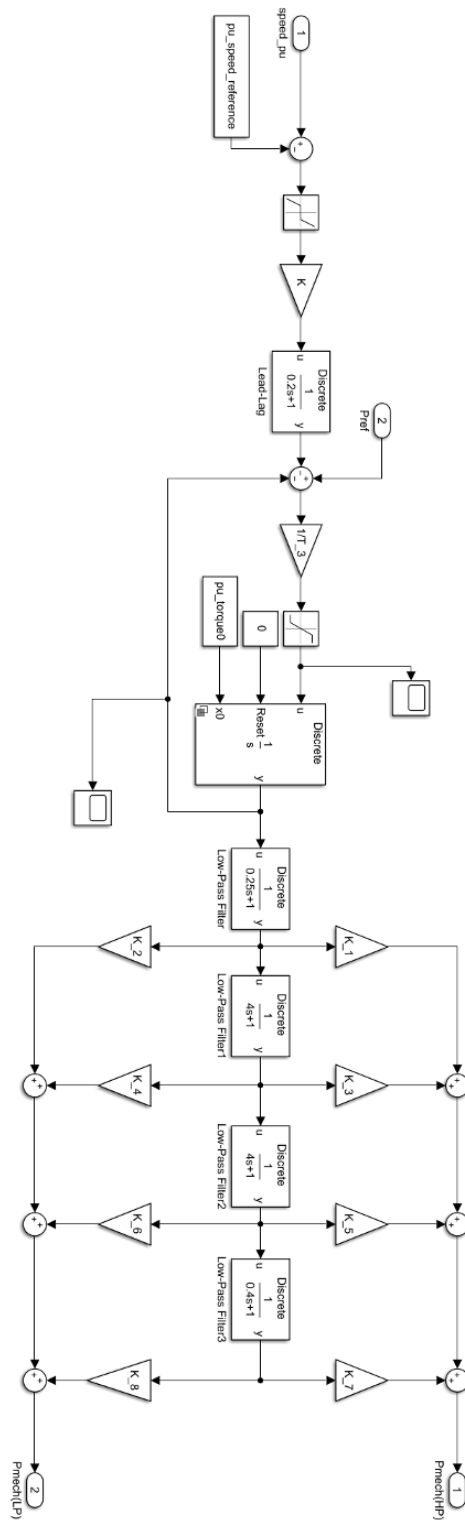 1
speed_pu
pu_speed_reference
+
-
K
Discrete
1
0.2s+1
u
y
Lead-Lag
2
Pref
+
-
-
1/T_3
pu_torque0
0
Discrete
u
Reset
1
s
x0
y
Discrete
1
0.25s+1
u
y
Low-Pass Filter
K_1
K_2
Discrete
1
4s+1
u
y
Low-Pass Filter1
K_3
K_4
+
+
+
+
Discrete
1
4s+1
u
y
Low-Pass Filter2
K_5
K_6
+
+
+
+
Discrete
1
0.4s+1
u
y
Low-Pass Filter3
K_7
K_8
+
+
+
+
1
Pmech(HP)
2
Pmech(LP)